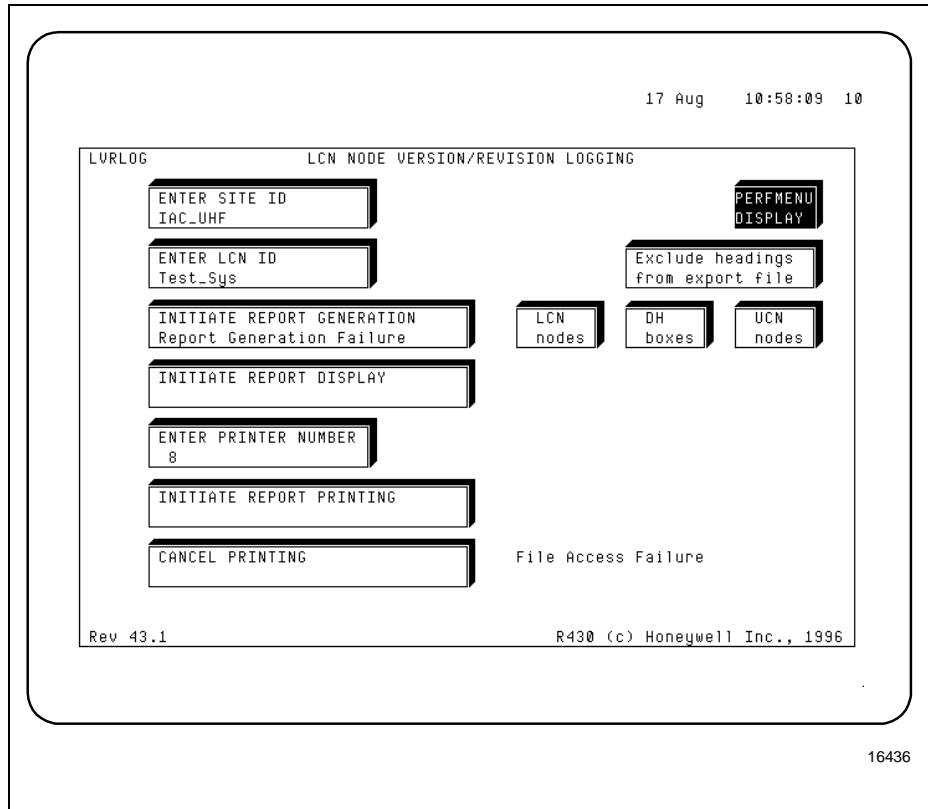 17 Aug 10:58:09 10
LVRLOG LCN NODE VERSION/REVISION LOGGING
ENTER SITE ID
IAC_UHF
PERFMENU
DISPLAY
ENTER LCN ID
Test_Sys
Exclude headings
from export file
INITIATE REPORT GENERATION
Report Generation Failure
LCN
nodes
DH
boxes
UCN
nodes
INITIATE REPORT DISPLAY
ENTER PRINTER NUMBER
8
INITIATE REPORT PRINTING
CANCEL PRINTING
File Access Failure
Rev 43.1 R430 (c) Honeywell Inc., 1996
16436